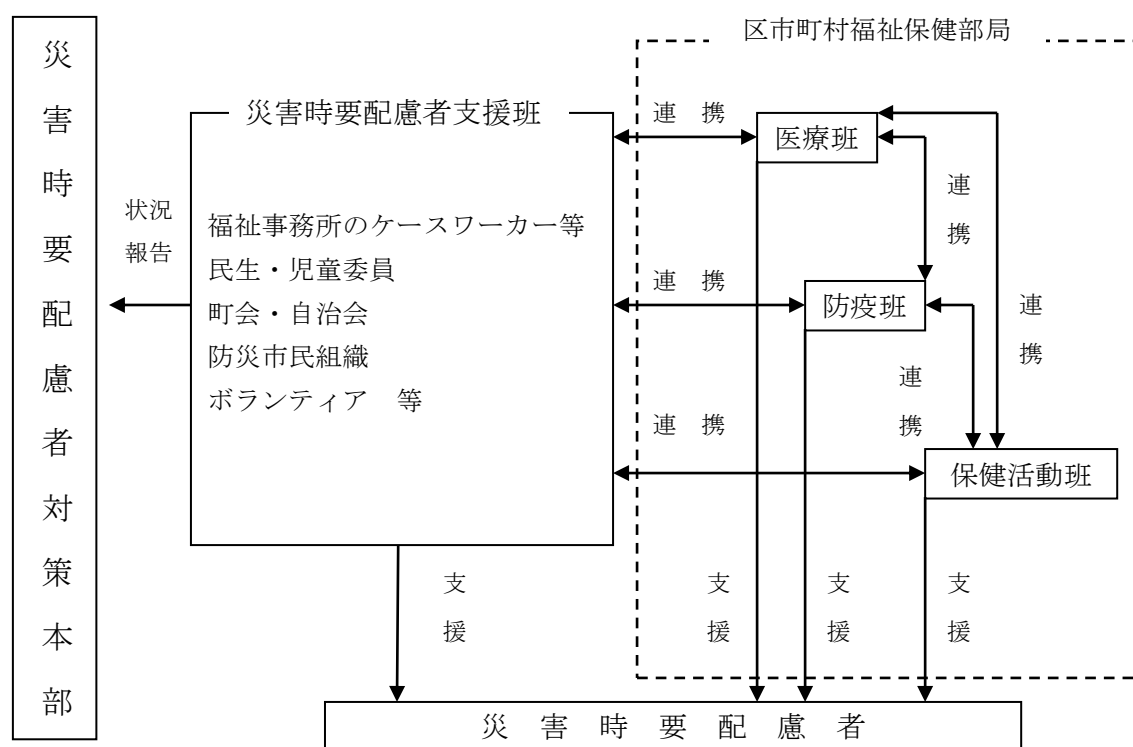 区市町村福祉保健部局
災害時要配慮者対策本部
状況
報告
災害時要配慮者支援班
福祉事務所のケースワーカー等
民生・児童委員
町会・自治会
防災市民組織
ボランティア　等
連　携
医療班
連携
連　携
防疫班
連携
連携
連　携
保健活動班
支援
支援
支援
支援
災　害　時　要　配　慮　者